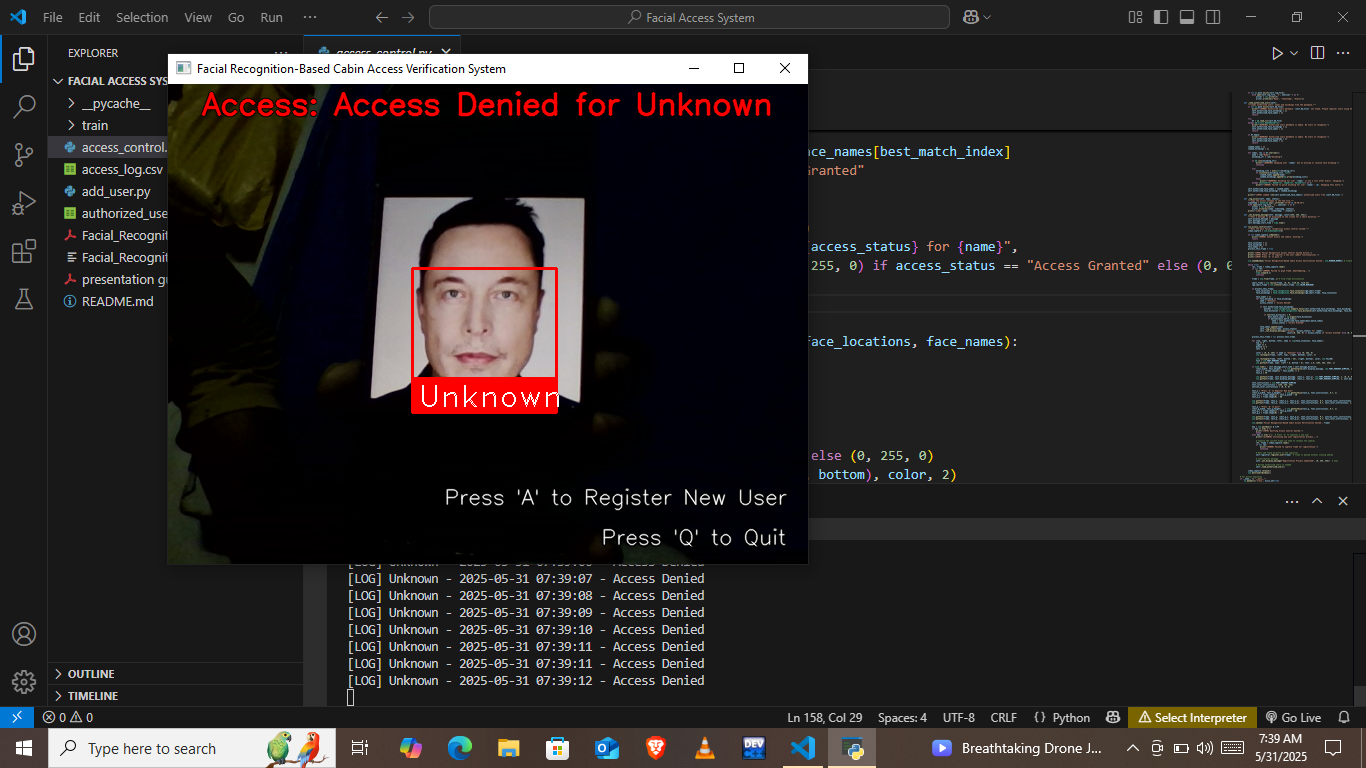 File Edit Selection View Go Run ···
Facial Access System
EXPLORER
access_control.py
FACIAL ACCESS SYS
__pycache__
train
access_control.
access_log.csv
add_user.py
authorized_use
Facial_Recognit
Facial_Recognit
presentation gu
README.md
OUTLINE
TIMELINE
Facial Recognition-Based Cabin Access Verification System
Access: Access Denied for Unknown
Unknown
Press 'A' to Register New User
Press 'Q' to Quit
ce_names[best_match_index]
ranted"
{access_status} for {name}",
255, 0) if access_status == "Access Granted" else (0, 0
face_locations, face_names):
else (0, 255, 0)
bottom), color, 2)
[LOG] Unknown - 2025-05-31 07:39:07 - Access Denied
[LOG] Unknown - 2025-05-31 07:39:08 - Access Denied
[LOG] Unknown - 2025-05-31 07:39:09 - Access Denied
[LOG] Unknown - 2025-05-31 07:39:10 - Access Denied
[LOG] Unknown - 2025-05-31 07:39:11 - Access Denied
[LOG] Unknown - 2025-05-31 07:39:11 - Access Denied
[LOG] Unknown - 2025-05-31 07:39:12 - Access Denied
0 0
Ln 158, Col 29 Spaces: 4 UTF-8 CRLF {} Python Select Interpreter Go Live
Type here to search
DEV
Breathtaking Drone J...
7:39 AM
5/31/2025